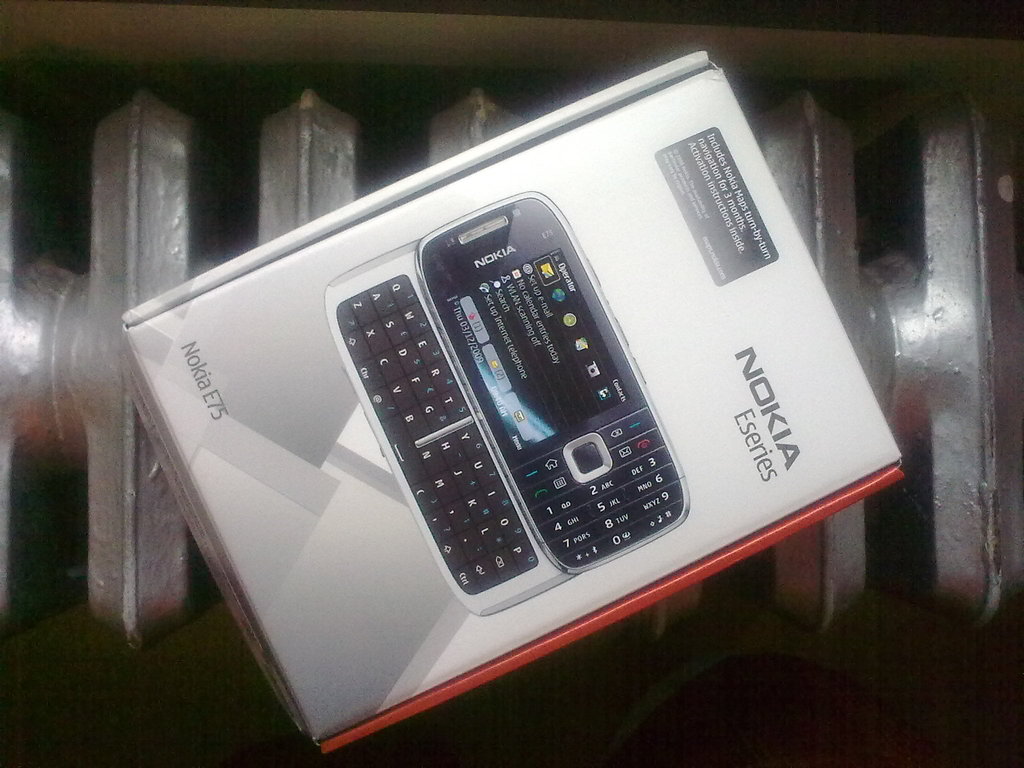 Includes Nokia Maps turn-by-turn
navigation for 3 months.
Activation instructions inside.
NOKIA
Eseries
Nokia E75
NOKIA
E75
Operator
Set up e-mail
No calendar entries today
WLAN scanning off
Search
Set up Internet telephone
Thu 03/12/2009
Contacts
Q W E R T Y U I O P
A S D F G H J K L
Z X C V B N M
Ctrl
Ctrl
1
2 ABC
DEF 3
4 GHI
5 JKL
MNO 6
7 PQRS
8 TUV
WXYZ 9
* +
0
#